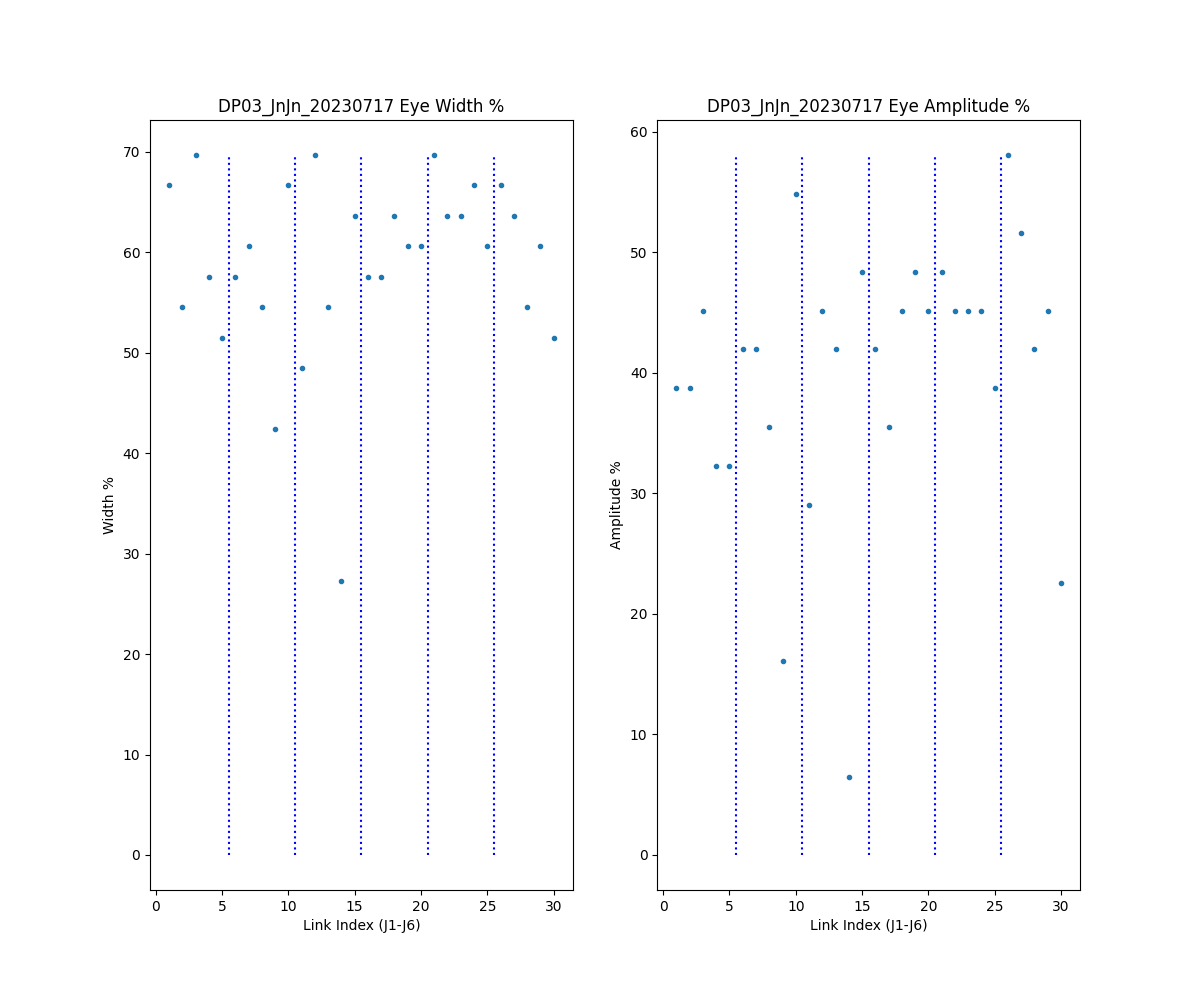 DP03_JnJn_20230717 Eye Width %
70
60
50
40
30
20
10
0
Width %
0 5 10 15 20 25 30
Link Index (J1-J6)
DP03_JnJn_20230717 Eye Amplitude %
60
50
40
30
20
10
0
Amplitude %
0 5 10 15 20 25 30
Link Index (J1-J6)